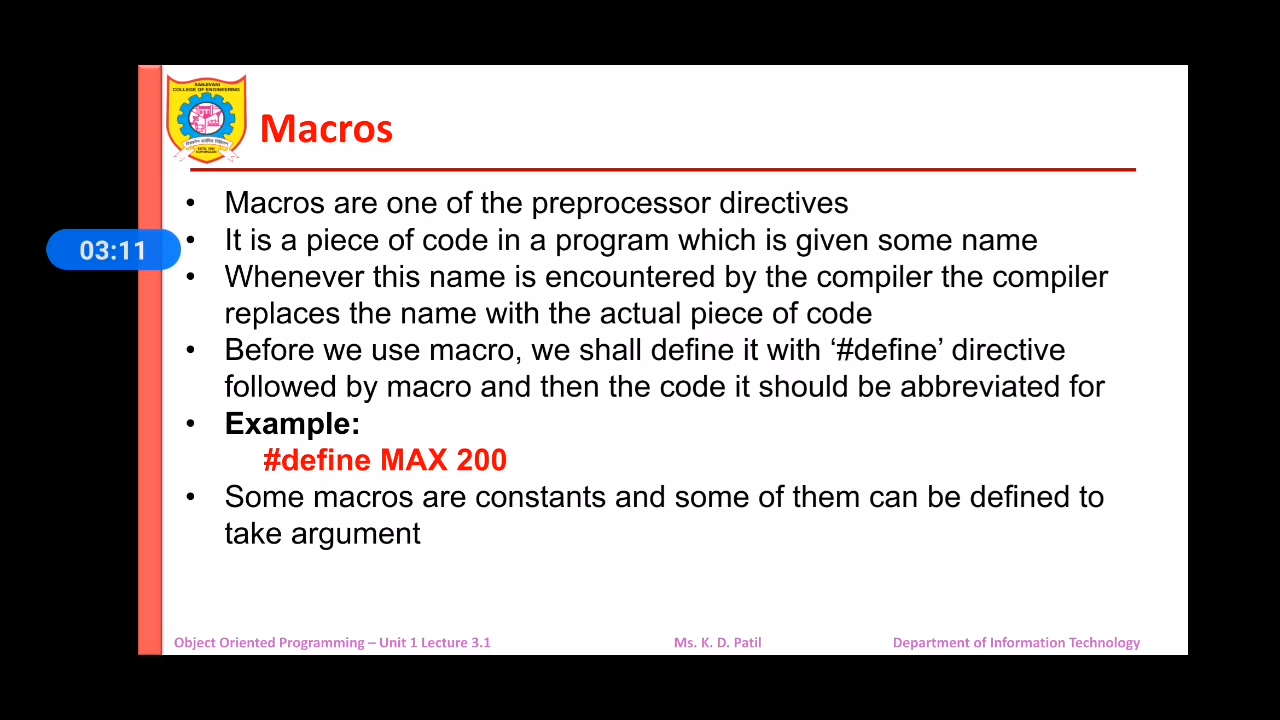 SANJIVANI
COLLEGE OF ENGINEERING
Macros
• Macros are one of the preprocessor directives
03:11
• It is a piece of code in a program which is given some name
• Whenever this name is encountered by the compiler the compiler
replaces the name with the actual piece of code
• Before we use macro, we shall define it with ‘#define’ directive
followed by macro and then the code it should be abbreviated for
• Example:
#define MAX 200
• Some macros are constants and some of them can be defined to
take argument
Object Oriented Programming – Unit 1 Lecture 3.1
Ms. K. D. Patil
Department of Information Technology